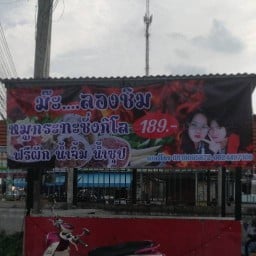 ม๊ะ....ลองชิม
หมูกระทะชั่งกิโล 189.-
ฟรีผัก น้ำจิ้ม น้ำซุป